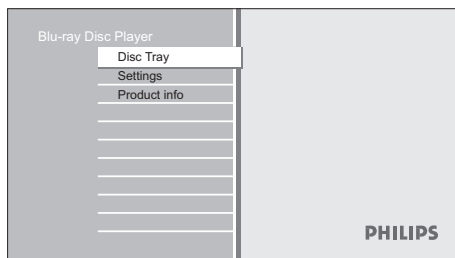 Blu-ray Disc Player
Disc Tray
Settings
Product info
PHILIPS